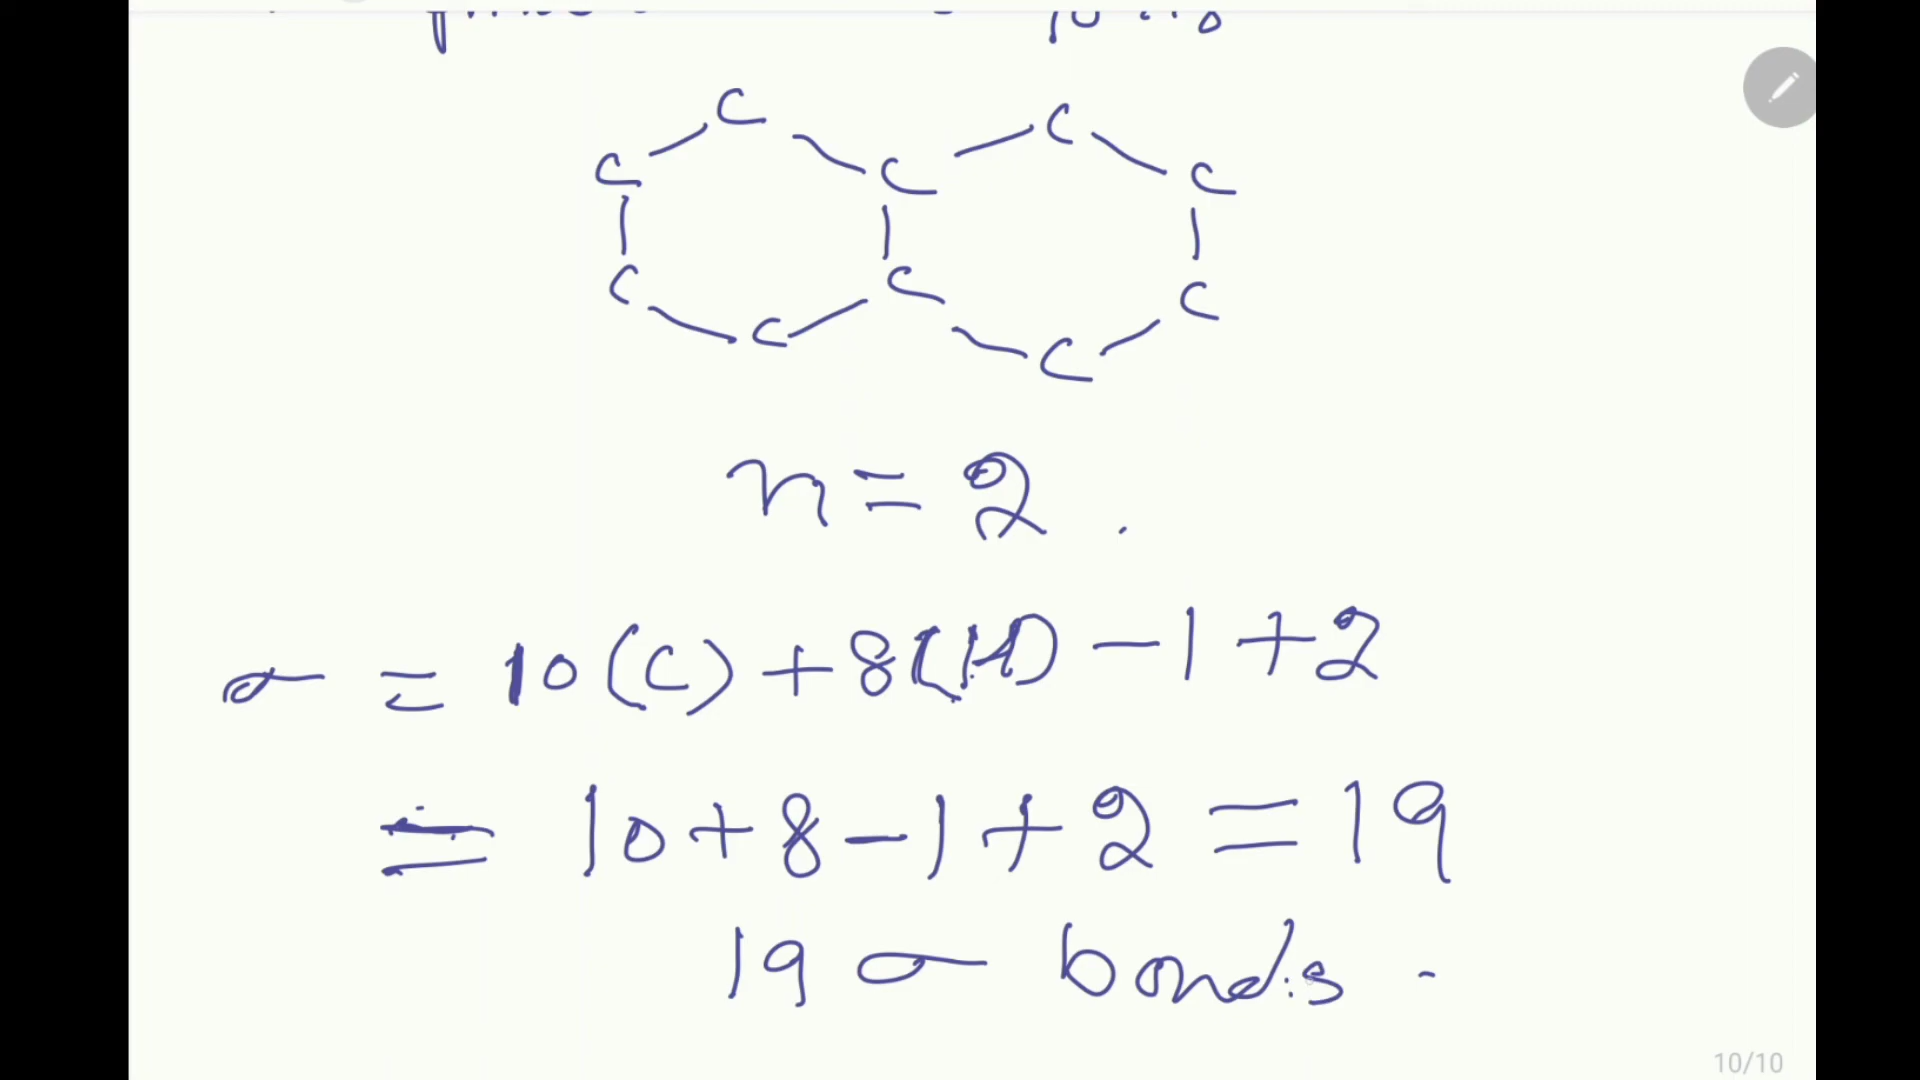 C C
C C C
C C C
C C
n = 2 .
σ = 10(C) + 8(H) - 1 + 2
= 10 + 8 - 1 + 2 = 19
19 σ bonds .
10/10